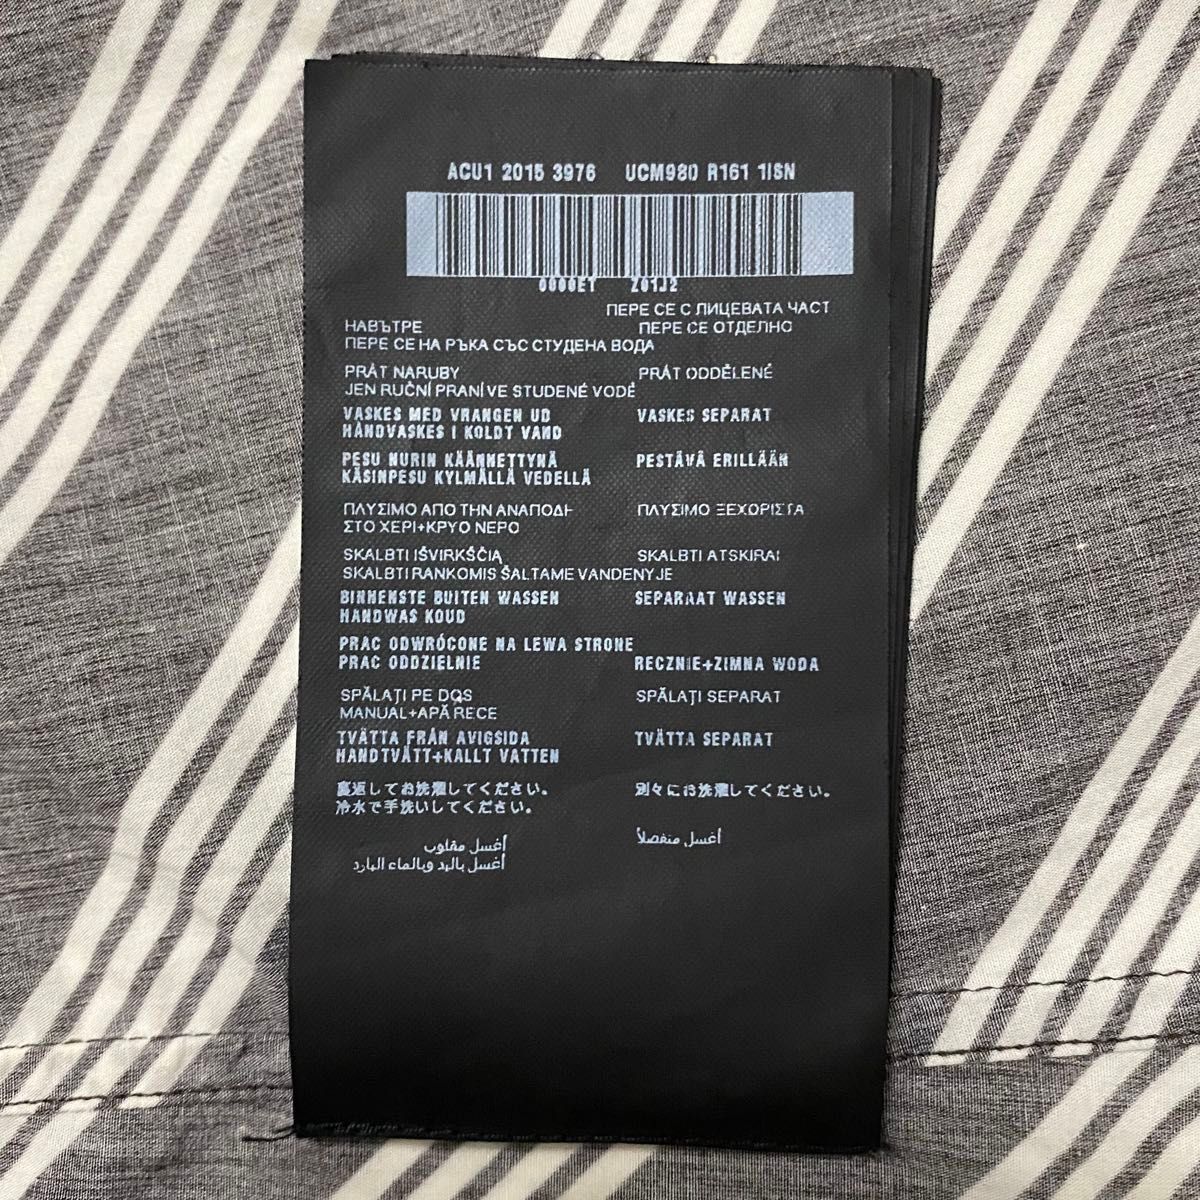 ACU1 2015 3976 UCM980 R161 1ISN
0000ET Z01J2
ПЕРЕ СЕ С ЛИЦЕВАТА ЧАСТ
НАВЪТРЕ ПЕРЕ СЕ ОТДЕЛНО
ПЕРЕ СЕ НА РЪКА СЪС СТУДЕНА ВОДА
PRÁT NARUBY PRÁT ODDĚLENĚ
JEN RUČNÍ PRANÍ VE STUDENÉ VODĚ
VASKES MED VRANGEN UD VASKES SEPARAT
HÅNDVASKES I KOLDT VAND
PESU NURIN KÄÄNNETTYNÄ PESTÄVÄ ERILLÄÄN
KÄSINPESU KYLMÄLLÄ VEDELLÄ
ΠΛΥΣΙΜΟ ΑΠΟ ΤΗΝ ΑΝΑΠΟΔΗ ΠΛΥΣΙΜΟ ΞΕΧΟΡΙΣΤΑ
ΣΤΟ ΧΕΡΙ+ΚΡΥΟ ΝΕΡΟ
SKALBTI IŠVIRKŠČIĄ SKALBTI ATSKIRAI
SKALBTI RANKOMIS ŠALTAME VANDENYJE
BINNENSTE BUITEN WASSEN SEPARAAT WASSEN
HANDWAS KOUD
PRAC ODWRÓCONE NA LEWA STRONE
PRAC ODDZIELNIE RECZNIE+ZIMNA WODA
SPĂLAȚI PE DOS SPĂLAȚI SEPARAT
MANUAL+APĂ RECE
TVÄTTA FRÅN AVIGSIDA TVÄTTA SEPARAT
HANDTVÄTT+KALLT VATTEN
裏返してお洗濯してください。 別々にお洗濯してください。
冷水で手洗いしてください。
أغسل مقلوب أغسل منفصلاً
أغسل باليد وبالماء البارد